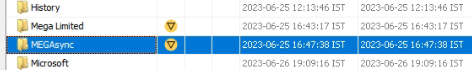 History 2023-06-25 12:13:46 IST 2023-06-25 12:13:46 IST
Mega Limited 2023-06-25 16:43:17 IST 2023-06-25 16:43:17 IST
MEGAsync 2023-06-25 16:47:38 IST 2023-06-25 16:47:38 IST
Microsoft 2023-06-26 19:09:16 IST 2023-06-26 19:09:16 IST